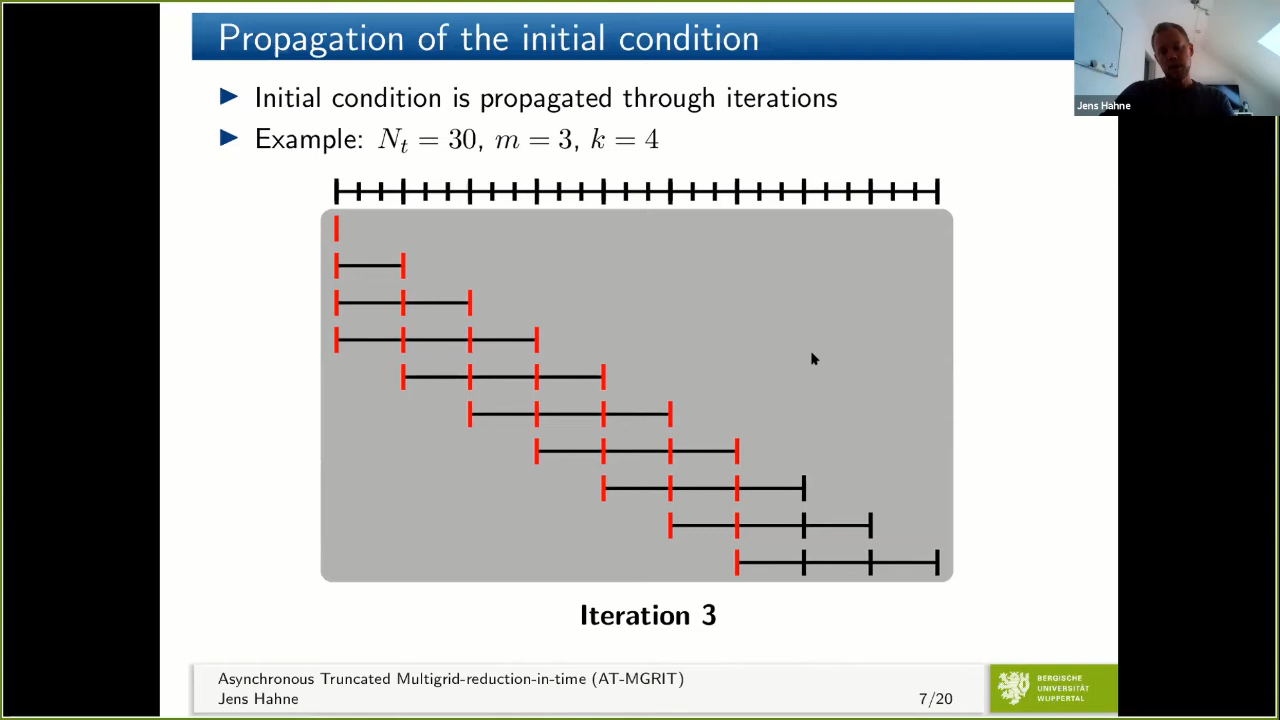 Propagation of the initial condition
Jens Hahne
Initial condition is propagated through iterations
Example: $N_t = 30$, $m = 3$, $k = 4$
Iteration 3
Asynchronous Truncated Multigrid-reduction-in-time (AT-MGRIT)
Jens Hahne
7/20
BERGISCHE
UNIVERSITÄT
WUPPERTAL